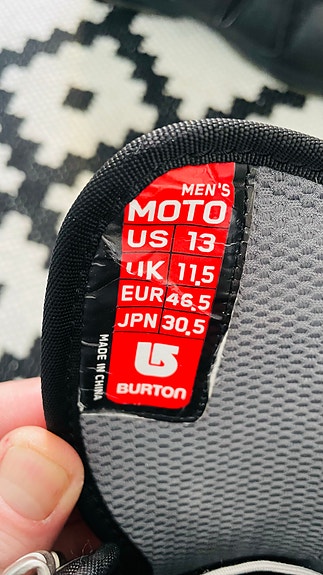 MEN'S
MOTO
US 13
UK 11,5
EUR 46.5
JPN 30.5
BURTON
MADE IN CHINA